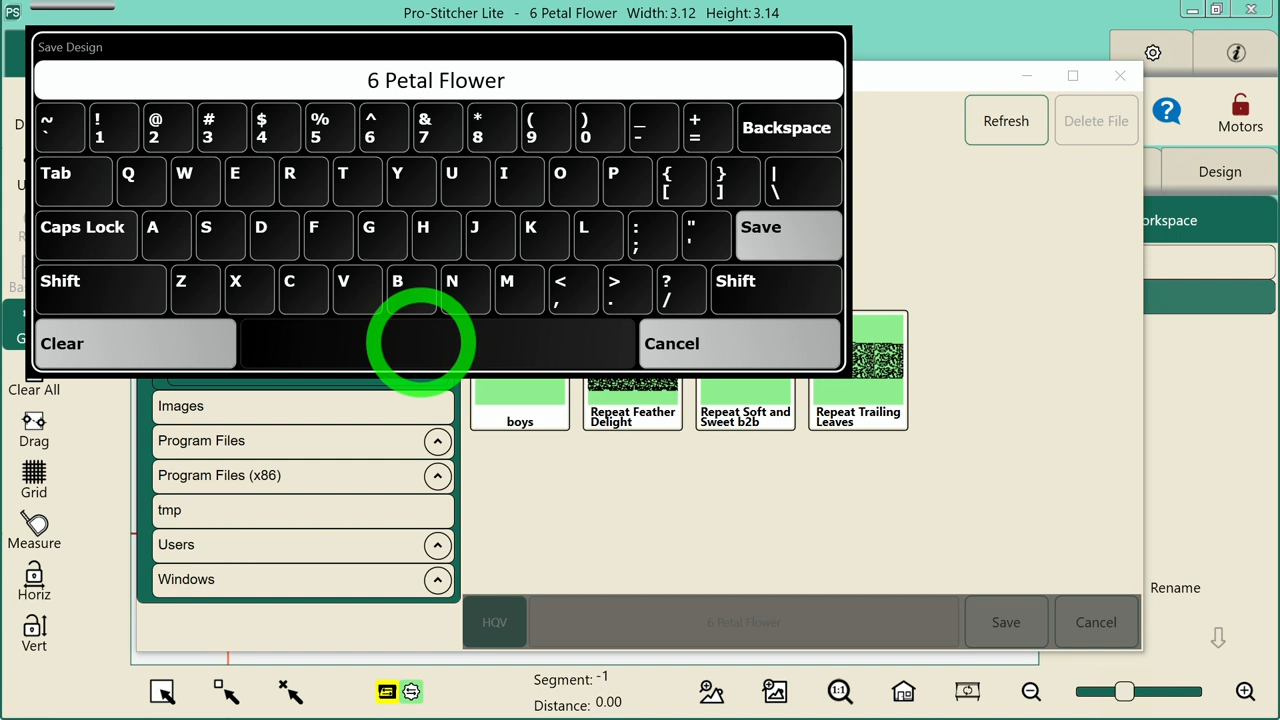 PS
Pro-Stitcher Lite - 6 Petal Flower Width: 3.12 Height: 3.14
Save Design
6 Petal Flower
~ ! @ # $ % ^ & * ( ) _ +
` 1 2 3 4 5 6 7 8 9 0 - = Backspace
Tab Q W E R T Y U I O P { } |
[ ] \
Caps Lock A S D F G H J K L : " Save
; '
Shift Z X C V B N M < > ? Shift
, . /
Clear Cancel
Refresh
Delete File
Motors
Design
orkspace
Clear All
Drag
Grid
Measure
Horiz
Vert
Images
Program Files
Program Files (x86)
tmp
Users
Windows
boys
Repeat Feather
Delight
Repeat Soft and
Sweet b2b
Repeat Trailing
Leaves
Rename
HQV
6 Petal Flower
Save
Cancel
Segment: -1
Distance: 0.00
1:1